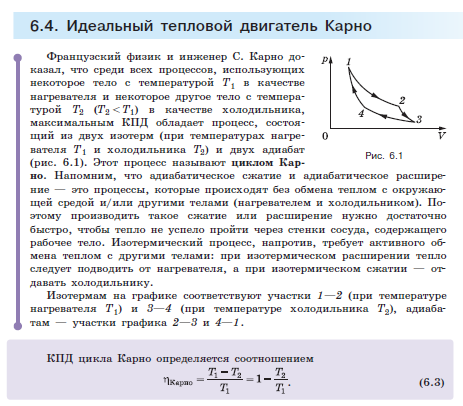 6.4. Идеальный тепловой двигатель Карно
Французский физик и инженер С. Карно до-
казал, что среди всех процессов, использующих
некоторое тело с температурой T₁ в качестве
нагревателя и некоторое другое тело с темпера-
турой T₂ (T₂ < T₁) в качестве холодильника,
максимальным КПД обладает процесс, состоя-
щий из двух изотерм (при температурах нагре-
вателя T₁ и холодильника T₂) и двух адиабат
(рис. 6.1). Этот процесс называют циклом Кар-
но. Напомним, что адиабатическое сжатие и адиабатическое расшире-
ние — это процессы, которые происходят без обмена теплом с окружаю-
щей средой и/или другими телами (нагревателем и холодильником). По-
этому производить такое сжатие или расширение нужно достаточно
быстро, чтобы тепло не успело пройти через стенки сосуда, содержащего
рабочее тело. Изотермический процесс, напротив, требует активного об-
мена теплом с другими телами: при изотермическом расширении тепло
следует подводить от нагревателя, а при изотермическом сжатии — от-
давать холодильнику.
Изотермам на графике соответствуют участки 1—2 (при температуре
нагревателя T₁) и 3—4 (при температуре холодильника T₂), адиаба-
там — участки графика 2—3 и 4—1.
p
1
2
4
3
0
V
Рис. 6.1
КПД цикла Карно определяется соотношением
η_Карно = (T₁ − T₂)/T₁ = 1 − T₂/T₁. (6.3)